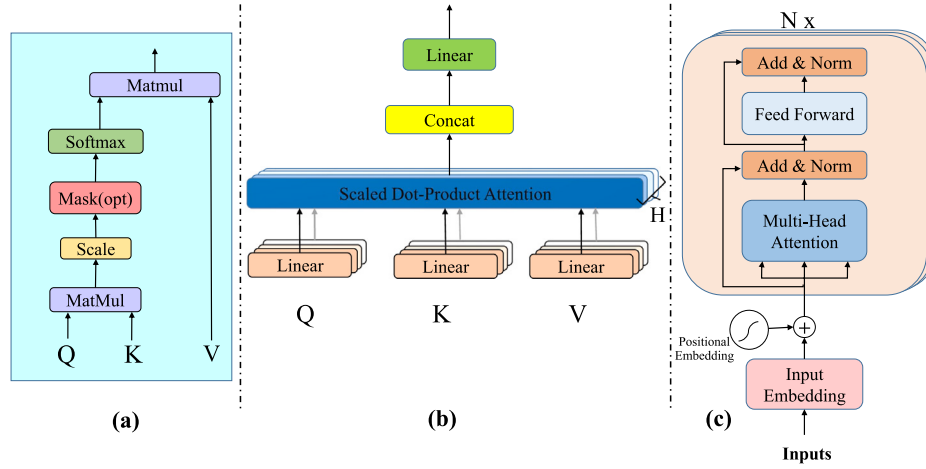 Matmul
Softmax
Mask(opt)
Scale
MatMul
Q
K
V
(a)
Linear
Concat
Scaled Dot-Product Attention
H
Linear
Linear
Linear
Q
K
V
(b)
N x
Add & Norm
Feed Forward
Add & Norm
Multi-Head
Attention
Positional
Embedding
Input
Embedding
(c)
Inputs